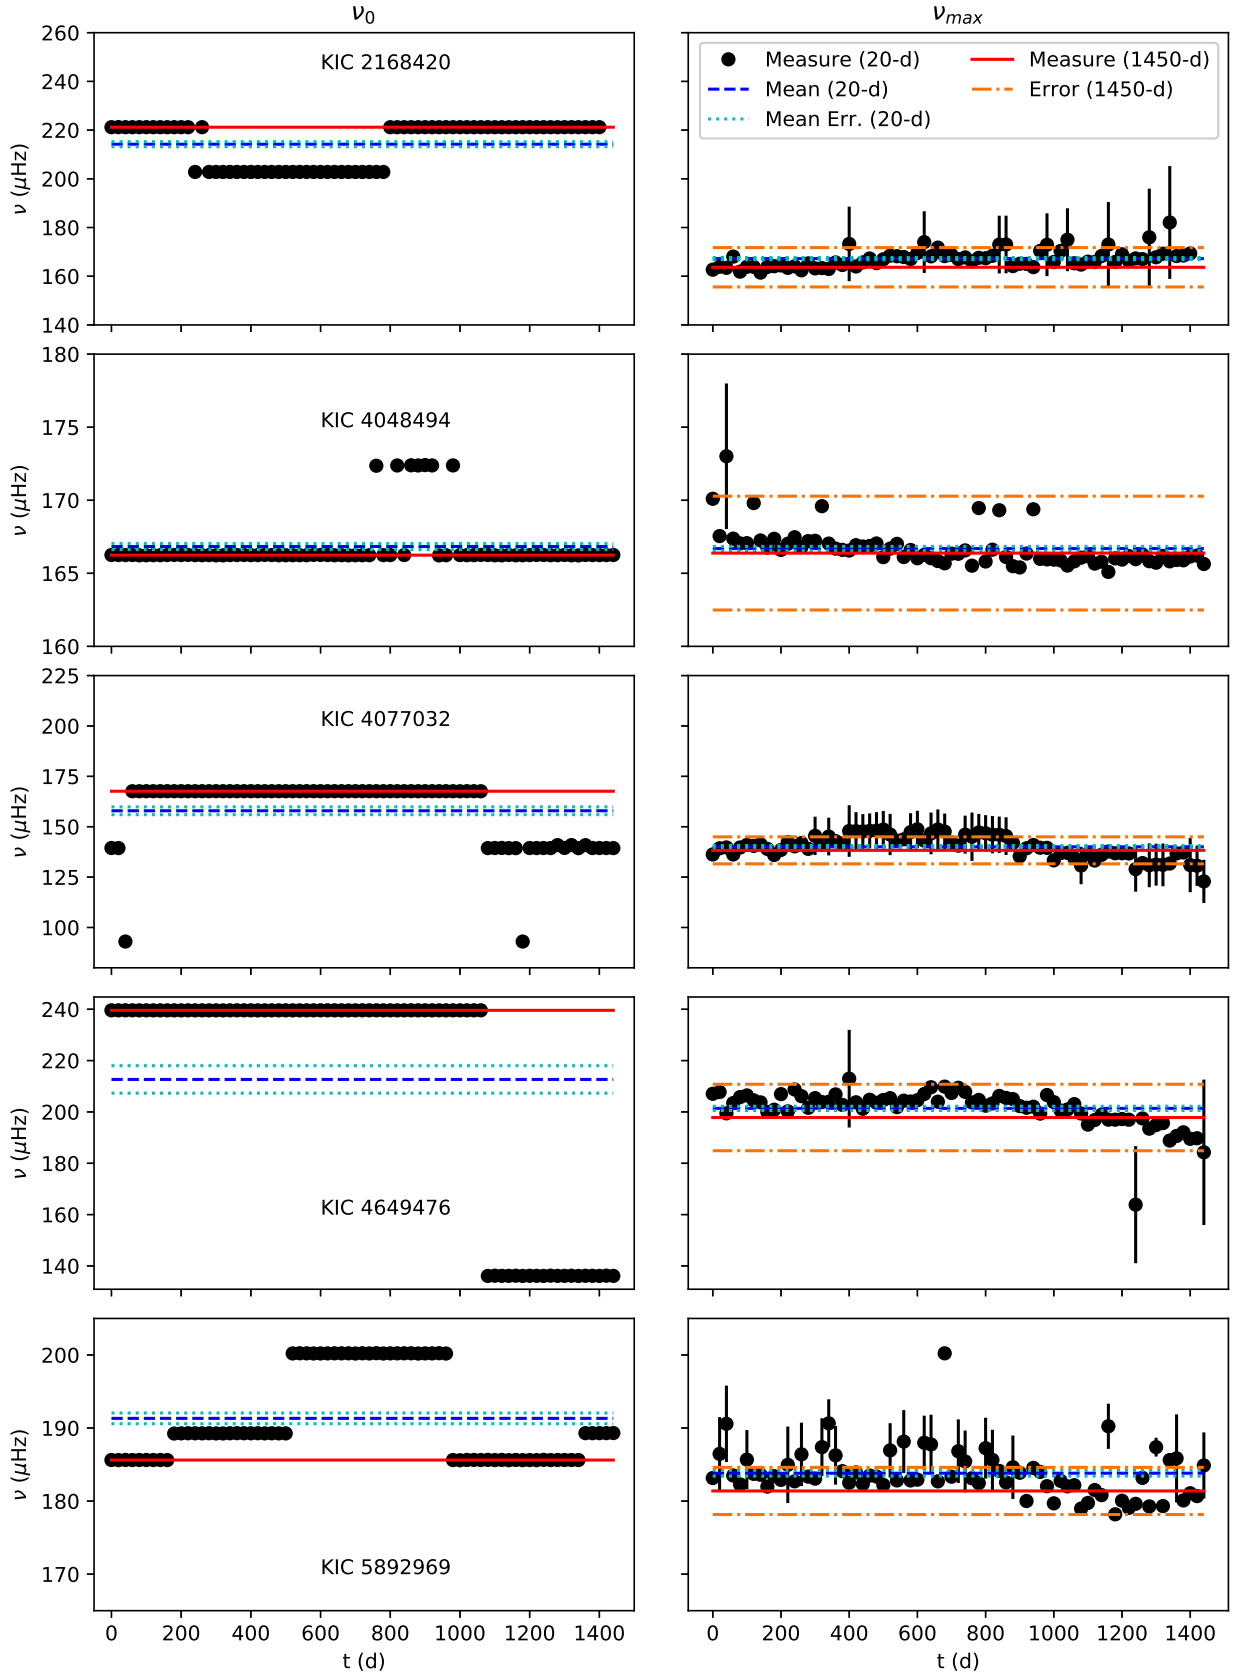 ν₀
ν_max
260
240
220
200
180
160
140
ν (μHz)
KIC 2168420
Measure (20-d)
Mean (20-d)
Mean Err. (20-d)
Measure (1450-d)
Error (1450-d)
180
175
170
165
160
ν (μHz)
KIC 4048494
225
200
175
150
125
100
ν (μHz)
KIC 4077032
240
220
200
180
160
140
ν (μHz)
KIC 4649476
200
190
180
170
ν (μHz)
KIC 5892969
0 200 400 600 800 1000 1200 1400
t (d)
0 200 400 600 800 1000 1200 1400
t (d)